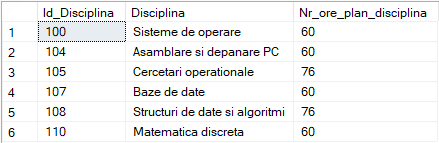 Id_Disciplina Disciplina Nr_ore_plan_disciplina
1 100 Sisteme de operare 60
2 104 Asamblare si depanare PC 60
3 105 Cercetari operationale 76
4 107 Baze de date 60
5 108 Structuri de date si algoritmi 76
6 110 Matematica discreta 60